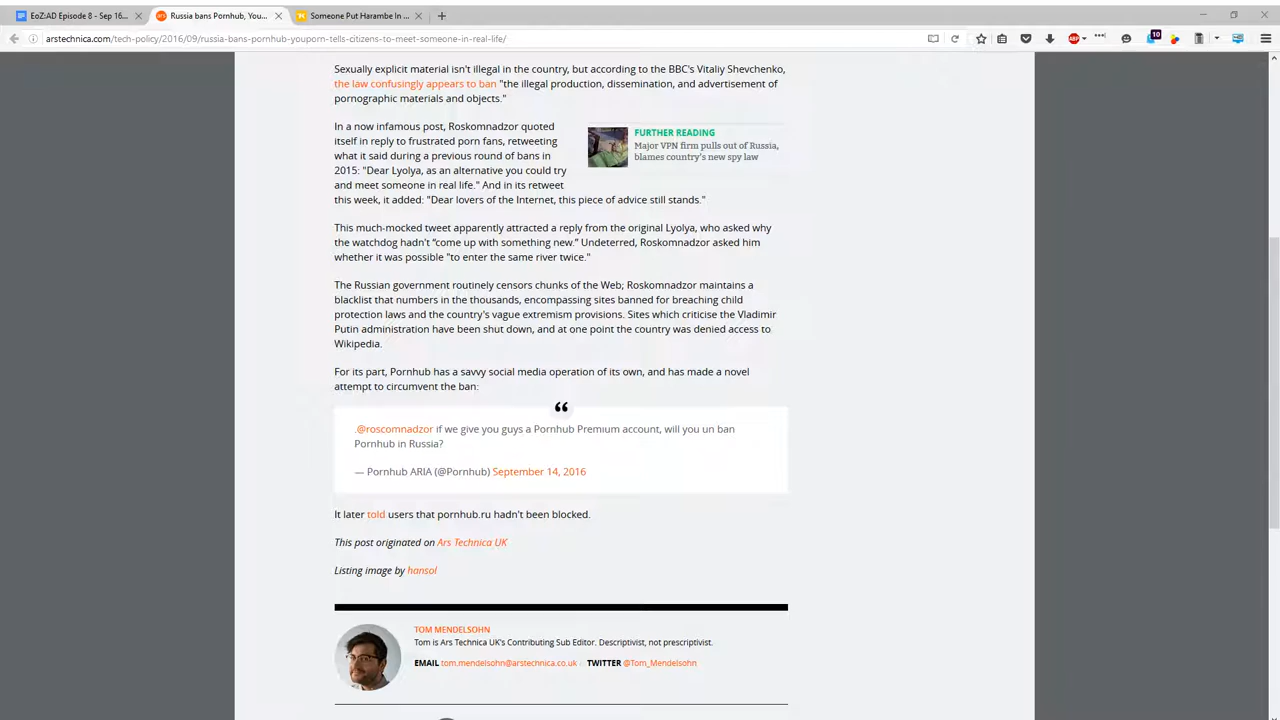 EoZ:AD Episode 8 - Sep 16...
Russia bans Pornhub, You...
Someone Put Harambe In ...
arstechnica.com/tech-policy/2016/09/russia-bans-pornhub-youporn-tells-citizens-to-meet-someone-in-real-life/
ABP
10
Sexually explicit material isn't illegal in the country, but according to the BBC's Vitaliy Shevchenko,
the law confusingly appears to ban "the illegal production, dissemination, and advertisement of
pornographic materials and objects."
In a now infamous post, Roskomnadzor quoted
itself in reply to frustrated porn fans, retweeting
what it said during a previous round of bans in
2015: "Dear Lyolya, as an alternative you could try
and meet someone in real life." And in its retweet
this week, it added: "Dear lovers of the Internet, this piece of advice still stands."
FURTHER READING
Major VPN firm pulls out of Russia,
blames country's new spy law
This much-mocked tweet apparently attracted a reply from the original Lyolya, who asked why
the watchdog hadn't “come up with something new.” Undeterred, Roskomnadzor asked him
whether it was possible "to enter the same river twice."
The Russian government routinely censors chunks of the Web; Roskomnadzor maintains a
blacklist that numbers in the thousands, encompassing sites banned for breaching child
protection laws and the country's vague extremism provisions. Sites which criticise the Vladimir
Putin administration have been shut down, and at one point the country was denied access to
Wikipedia.
For its part, Pornhub has a savvy social media operation of its own, and has made a novel
attempt to circumvent the ban:
“
.@roscomnadzor if we give you guys a Pornhub Premium account, will you un ban
Pornhub in Russia?
— Pornhub ARIA (@Pornhub) September 14, 2016
It later told users that pornhub.ru hadn't been blocked.
This post originated on Ars Technica UK
Listing image by hansol
TOM MENDELSOHN
Tom is Ars Technica UK's Contributing Sub Editor. Descriptivist, not prescriptivist.
EMAIL tom.mendelsohn@arstechnica.co.uk / TWITTER @Tom_Mendelsohn